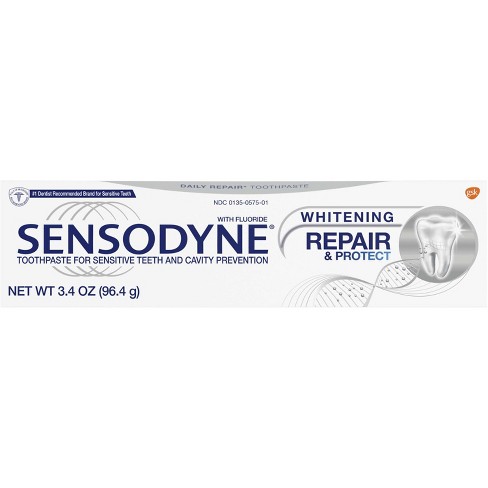 DAILY REPAIR* TOOTHPASTE
#1 Dentist Recommended Brand for Sensitive Teeth
NDC 0135-0575-01
gsk
WITH FLUORIDE
SENSODYNE®
TOOTHPASTE FOR SENSITIVE TEETH AND CAVITY PREVENTION
WHITENING
REPAIR
& PROTECT
NET WT 3.4 OZ (96.4 g)